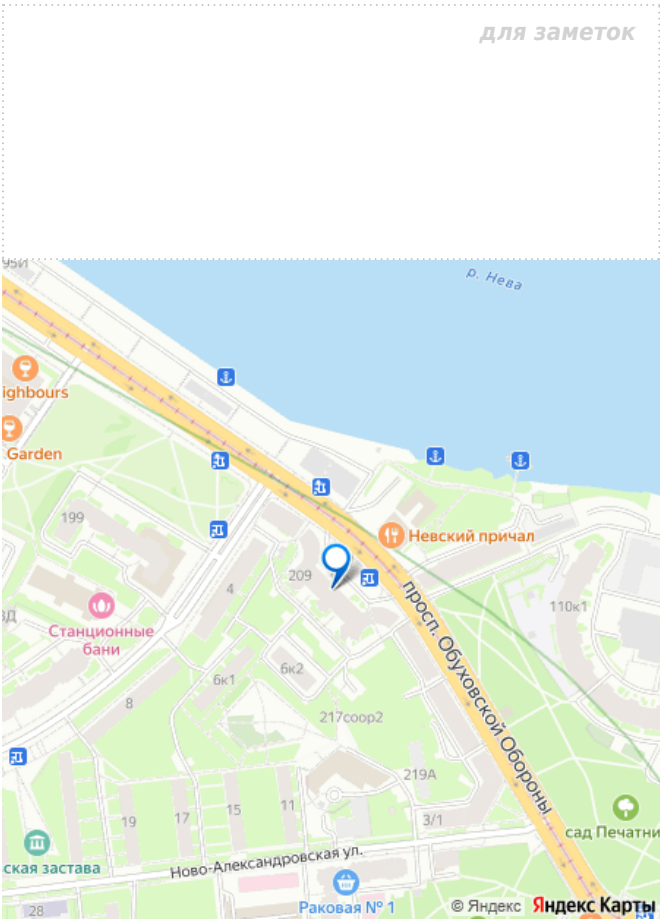 для заметок
95И
р. Нева
ighbours
Garden
199
Невский причал
209
4
110к1
ЗД
Станционные
бани
просп. Обуховской Обороны
6к2
6к1
8
217соор2
219А
11
15
17
19
3/1
сад Печатни
ская застава
Ново-Александровская ул.
28
Раковая № 1
© Яндекс Яндекс Карты